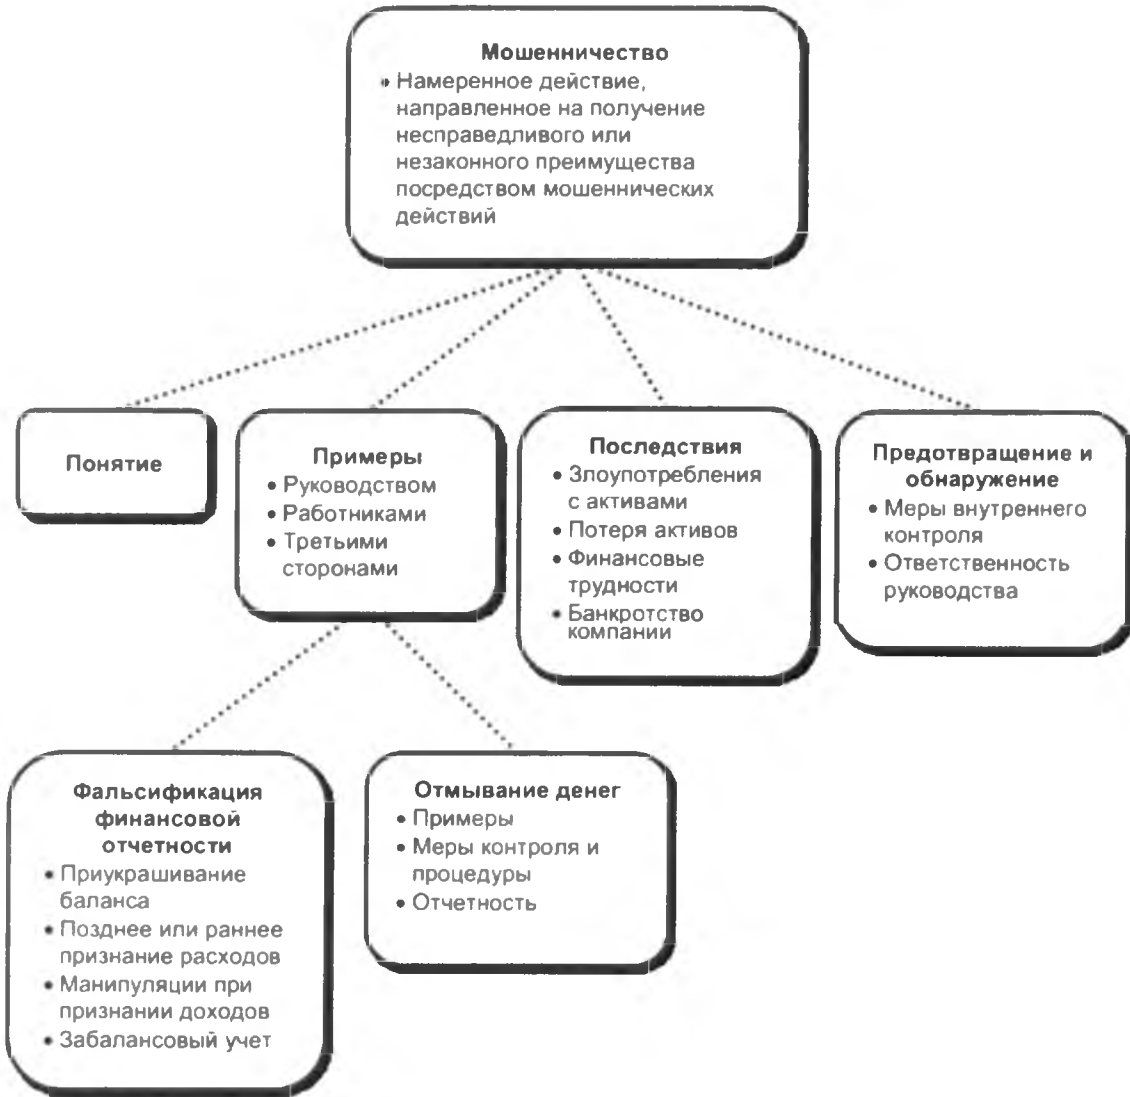 Мошенничество
• Намеренное действие,
направленное на получение
несправедливого или
незаконного преимущества
посредством мошеннических
действий
Понятие
Примеры
• Руководством
• Работниками
• Третьими
сторонами
Последствия
• Злоупотребления
с активами
• Потеря активов
• Финансовые
трудности
• Банкротство
компании
Предотвращение и
обнаружение
• Меры внутреннего
контроля
• Ответственность
руководства
Фальсификация
финансовой
отчетности
• Приукрашивание
баланса
• Позднее или раннее
признание расходов
• Манипуляции при
признании доходов
• Забалансовый учет
Отмывание денег
• Примеры
• Меры контроля и
процедуры
• Отчетность